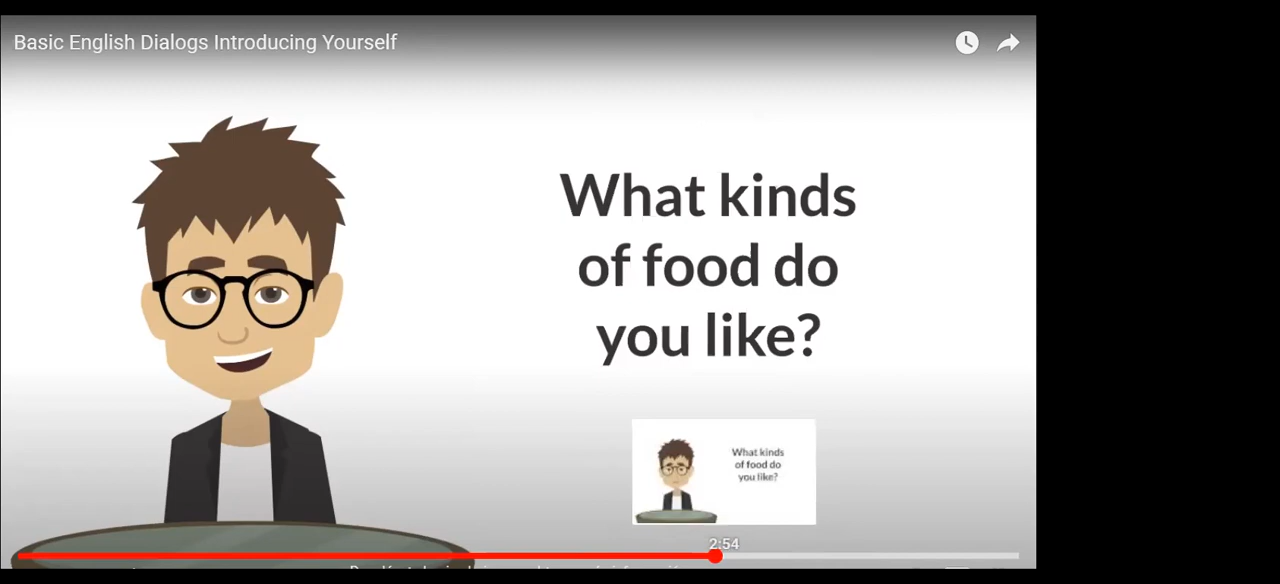 Basic English Dialogs Introducing Yourself
What kinds
of food do
you like?
What kinds
of food do
you like?
2:54